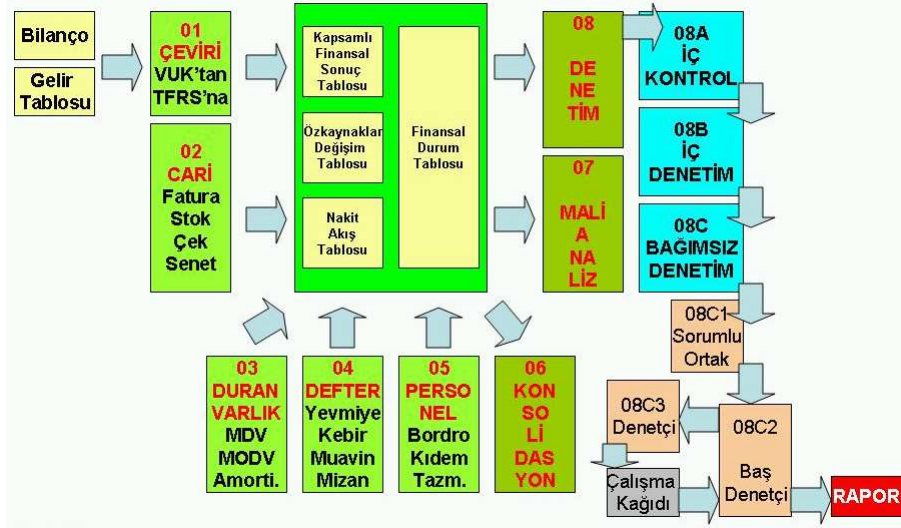 Bilanço
Gelir
Tablosu
01
ÇEVİRİ
VUK'tan
TFRS'na
02
CARİ
Fatura
Stok
Çek
Senet
Kapsamlı
Finansal
Sonuç
Tablosu
Özkaynaklar
Değişim
Tablosu
Nakit
Akış
Tablosu
Finansal
Durum
Tablosu
08
DE
NE
TİM
07
MALİ
A
NA
LİZ
08A
İÇ
KONTROL
08B
İÇ
DENETİM
08C
BAĞIMSIZ
DENETİM
08C1
Sorumlu
Ortak
03
DURAN
VARLIK
MDV
MODV
Amorti.
04
DEFTER
Yevmiye
Kebir
Muavin
Mizan
05
PERSO
NEL
Bordro
Kıdem
Tazm.
06
KON
SO
Lİ
DAS
YON
08C3
Denetçi
Çalışma
Kağıdı
08C2
Baş
Denetçi
RAPOR